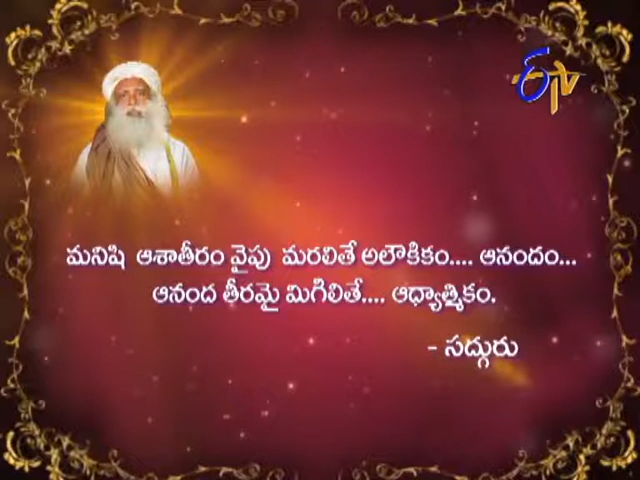 ETV
మనిషి ఆశాతీరం వైపు మరలితే అలౌకికం.... ఆనందం...
ఆనంద తీరమై మిగిలితే.... ఆధ్యాత్మికం.
- సద్గురు